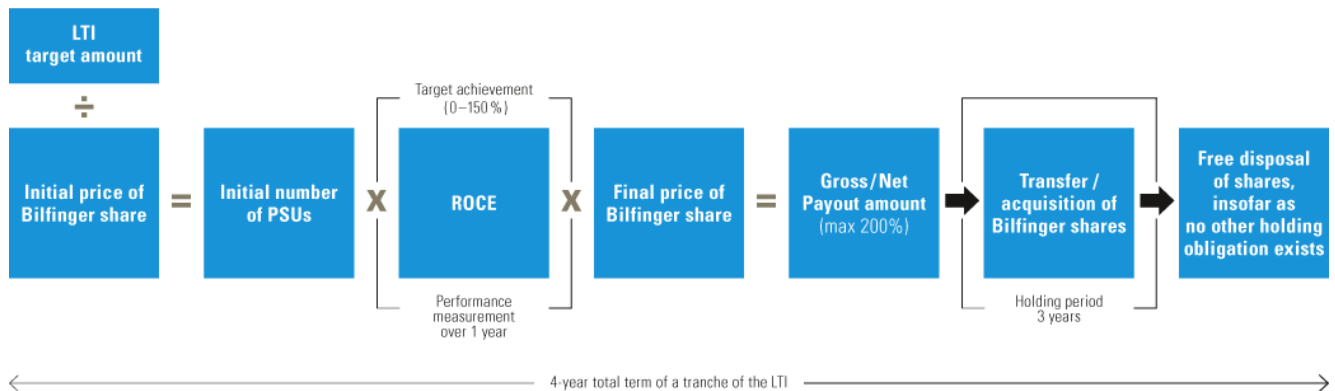 LTI
target amount
÷
Initial price of
Bilfinger share
=
Initial number
of PSUs
x
Target achievement
(0–150 %)
ROCE
Performance
measurement
over 1 year
x
Final price of
Bilfinger share
=
Gross/Net
Payout amount
(max 200%)
Transfer /
acquisition of
Bilfinger shares
Holding period
3 years
Free disposal
of shares,
insofar as
no other holding
obligation exists
4-year total term of a tranche of the LTI